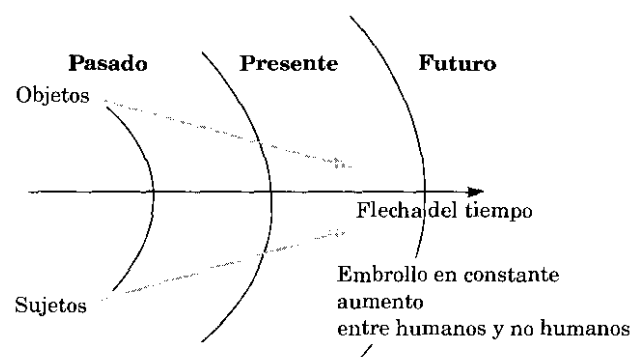 Pasado Presente Futuro
Objetos
Flecha del tiempo
Embrollo en constante
aumento
entre humanos y no humanos
Sujetos